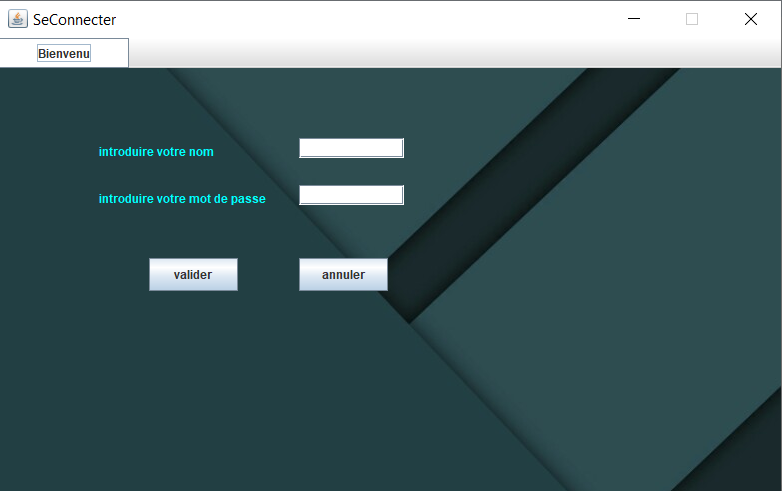 SeConnecter
Bienvenu
introduire votre nom
introduire votre mot de passe
valider annuler